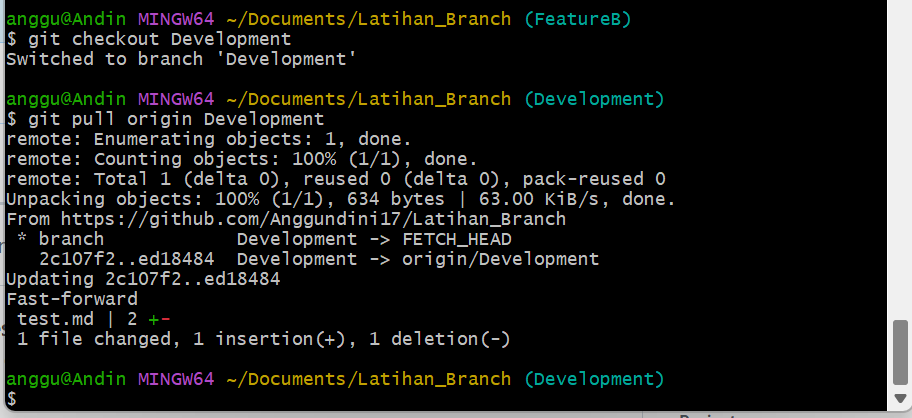 anggu@Andin MINGW64 ~/Documents/Latihan_Branch (FeatureB)
$ git checkout Development
Switched to branch 'Development'
anggu@Andin MINGW64 ~/Documents/Latihan_Branch (Development)
$ git pull origin Development
remote: Enumerating objects: 1, done.
remote: Counting objects: 100% (1/1), done.
remote: Total 1 (delta 0), reused 0 (delta 0), pack-reused 0
Unpacking objects: 100% (1/1), 634 bytes | 63.00 KiB/s, done.
From https://github.com/Anggundini17/Latihan_Branch
 * branch            Development -> FETCH_HEAD
   2c107f2..ed18484  Development -> origin/Development
Updating 2c107f2..ed18484
Fast-forward
 test.md | 2 +-
 1 file changed, 1 insertion(+), 1 deletion(-)
anggu@Andin MINGW64 ~/Documents/Latihan_Branch (Development)
$